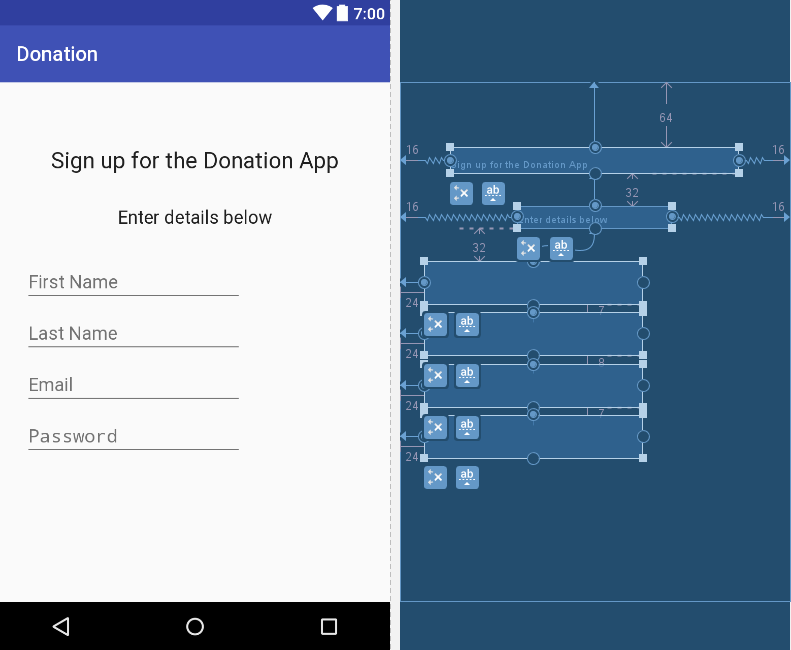 7:00
Donation
Sign up for the Donation App
Enter details below
First Name
Last Name
Email
Password
64
16
16
Sign up for the Donation App
ab
32
16
16
Enter details below
32
ab
24
7
ab
24
8
ab
24
7
ab
24
ab